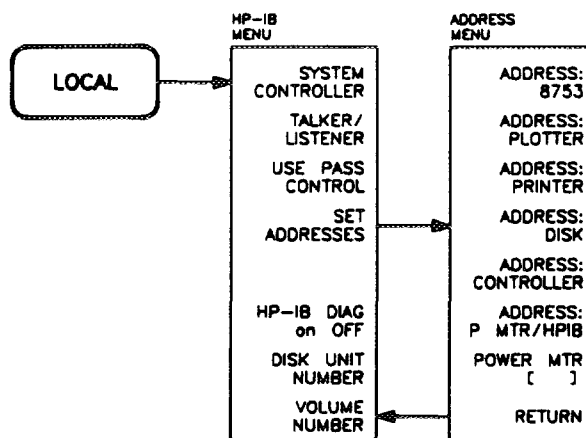 LOCAL
HP-IB
MENU
SYSTEM
CONTROLLER
TALKER/
LISTENER
USE PASS
CONTROL
SET
ADDRESSES
HP-IB DIAG
on OFF
DISK UNIT
NUMBER
VOLUME
NUMBER
ADDRESS
MENU
ADDRESS:
8753
ADDRESS:
PLOTTER
ADDRESS:
PRINTER
ADDRESS:
DISK
ADDRESS:
CONTROLLER
ADDRESS:
P MTR/HPIB
POWER MTR
[ ]
RETURN